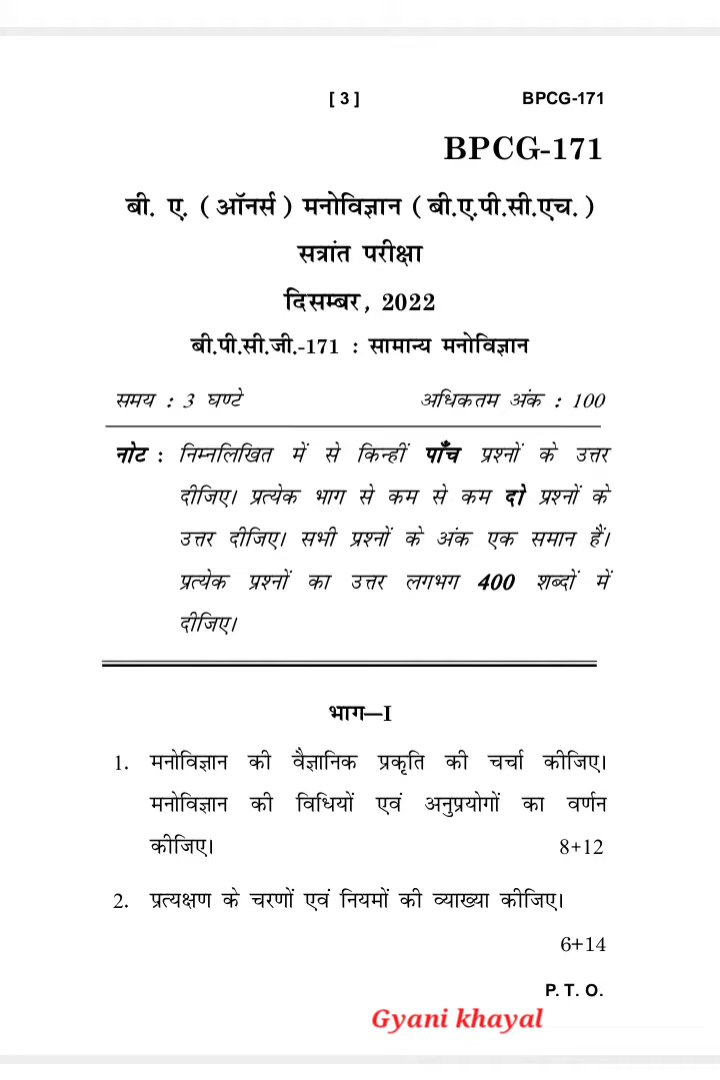 [ 3 ] BPCG-171
BPCG-171
बी. ए. ( ऑनर्स ) मनोविज्ञान ( बी.ए.पी.सी.एच. )
सत्रांत परीक्षा
दिसम्बर, 2022
बी.पी.सी.जी.-171 : सामान्य मनोविज्ञान
समय : 3 घण्टे अधिकतम अंक : 100
नोट : निम्नलिखित में से किन्हीं पाँच प्रश्नों के उत्तर
दीजिए। प्रत्येक भाग से कम से कम दो प्रश्नों के
उत्तर दीजिए। सभी प्रश्नों के अंक एक समान हैं।
प्रत्येक प्रश्नों का उत्तर लगभग 400 शब्दों में
दीजिए।
भाग—I
1. मनोविज्ञान की वैज्ञानिक प्रकृति की चर्चा कीजिए।
मनोविज्ञान की विधियों एवं अनुप्रयोगों का वर्णन
कीजिए। 8+12
2. प्रत्यक्षण के चरणों एवं नियमों की व्याख्या कीजिए।
6+14
P. T. O.
Gyani khayal